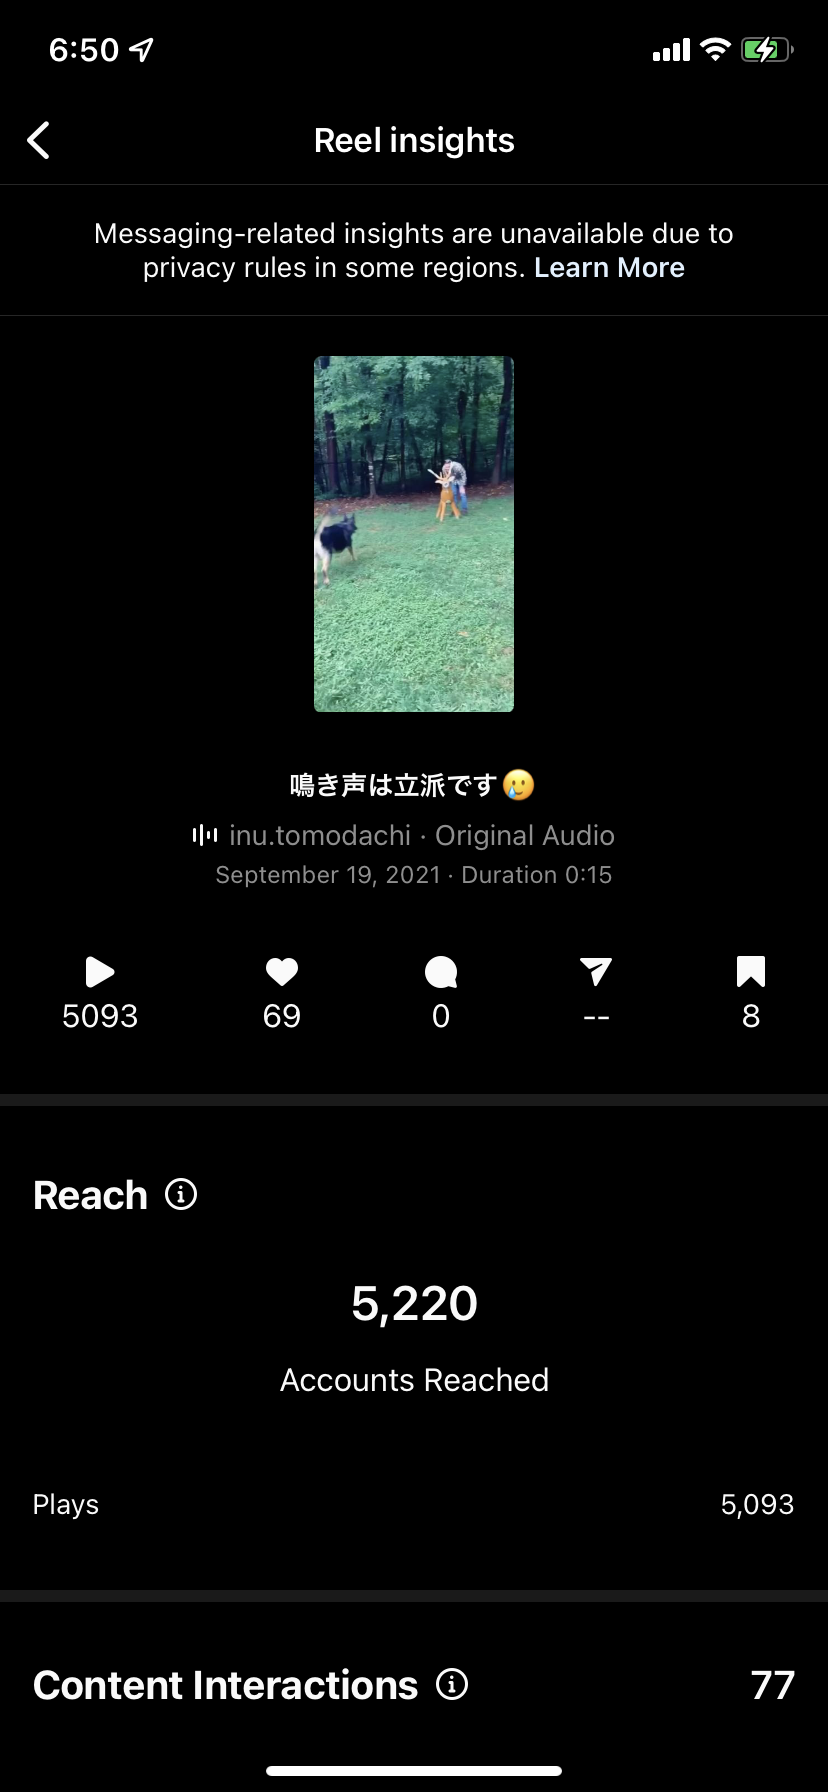 6:50
Reel insights
Messaging-related insights are unavailable due to
privacy rules in some regions. Learn More
鳴き声は立派です🥲
inu.tomodachi · Original Audio
September 19, 2021 · Duration 0:15
5093 69 0 -- 8
Reach
5,220
Accounts Reached
Plays 5,093
Content Interactions 77